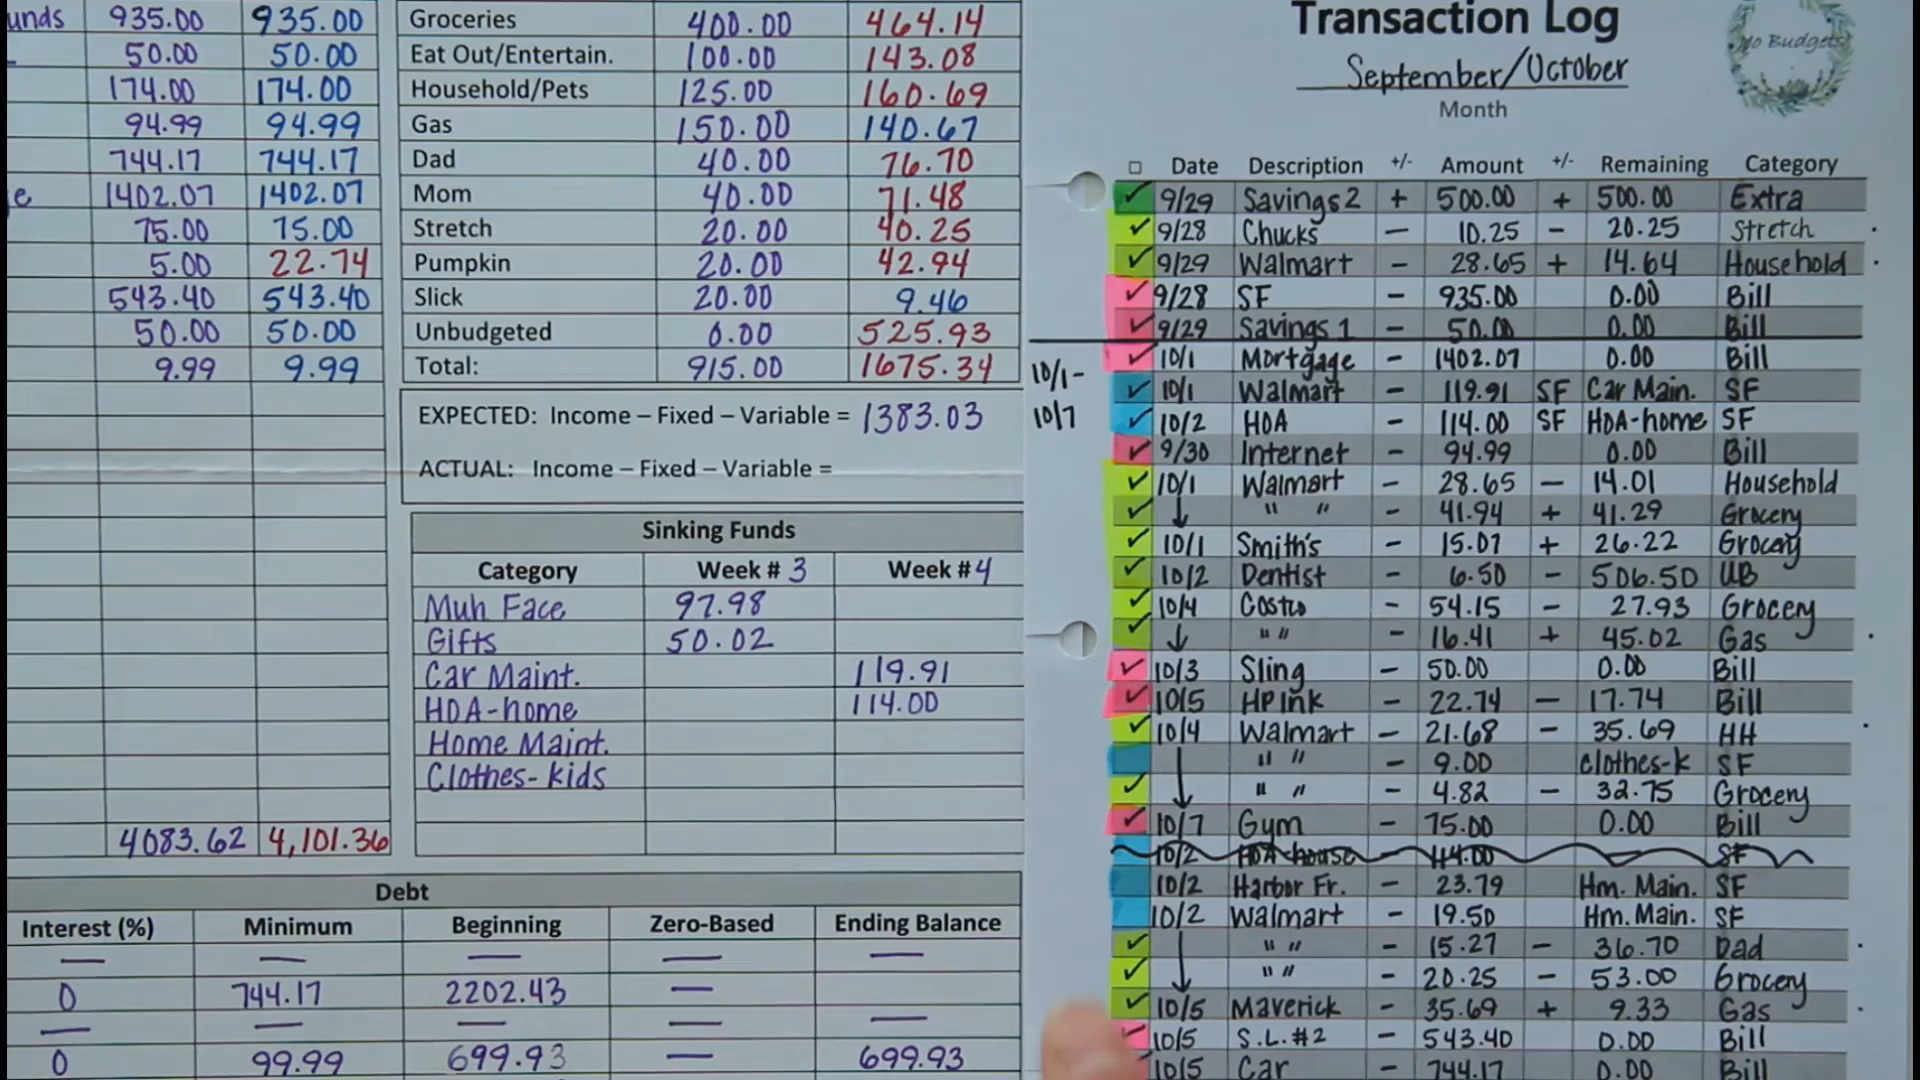 unds 935.00 935.00
50.00 50.00
174.00 174.00
94.99 94.99
744.17 744.17
e 1402.07 1402.07
75.00 75.00
5.00 22.74
543.40 543.40
50.00 50.00
9.99 9.99
4083.62 4,101.36
Groceries 400.00 464.14
Eat Out/Entertain. 100.00 143.08
Household/Pets 125.00 160.69
Gas 150.00 140.67
Dad 40.00 76.70
Mom 40.00 71.48
Stretch 20.00 40.25
Pumpkin 20.00 42.94
Slick 20.00 9.46
Unbudgeted 0.00 525.93
Total: 915.00 1675.34
EXPECTED: Income – Fixed – Variable = 1383.03
ACTUAL: Income – Fixed – Variable =
Sinking Funds
Category Week # 3 Week # 4
Muh Face 97.98
Gifts 50.02
Car Maint. 119.91
HOA-home 114.00
Home Maint.
Clothes-kids
Debt
Interest (%) Minimum Beginning Zero-Based Ending Balance
— — — — —
0 744.17 2202.43 —
— — — — —
0 99.99 699.93 — 699.93
Transaction Log
September/October
Month
Mo Budgets
□ Date Description +/- Amount +/- Remaining Category
✓ 9/29 Savings 2 + 500.00 + 500.00 Extra
✓ 9/28 Chucks – 10.25 – 20.25 Stretch
✓ 9/29 Walmart – 28.65 + 14.64 Household
✓ 9/28 SF – 935.00 0.00 Bill
✓ 9/29 Savings 1 – 50.00 0.00 Bill
10/1-
10/7
✓ 10/1 Mortgage – 1402.07 0.00 Bill
✓ 10/1 Walmart – 119.91 SF Car Main. SF
✓ 10/2 HOA – 114.00 SF HOA-home SF
✓ 9/30 Internet – 94.99 0.00 Bill
✓ 10/1 Walmart – 28.65 – 14.01 Household
✓ ↓ " " – 41.94 + 41.29 Grocery
✓ 10/1 Smith's – 15.07 + 26.22 Grocery
✓ 10/2 Dentist – 6.50 – 506.50 UB
✓ 10/4 Costco – 54.15 – 27.93 Grocery
✓ ↓ " " – 16.41 + 45.02 Gas
✓ 10/3 Sling – 50.00 0.00 Bill
✓ 10/5 HP Ink – 22.74 – 17.74 Bill
✓ 10/4 Walmart – 21.68 – 35.69 HH
" " – 9.00 clothes-k SF
✓ ↓ " " – 4.82 – 32.75 Grocery
✓ 10/7 Gym – 75.00 0.00 Bill
10/2 HOA-house – 114.00 SF
10/2 Harbor Fr. – 23.79 Hm. Main. SF
10/2 Walmart – 19.50 Hm. Main. SF
✓ " " – 15.27 – 36.70 Dad
✓ ↓ " " – 20.25 – 53.00 Grocery
✓ 10/5 Maverick – 35.69 + 9.33 Gas
10/5 S.L. #2 – 543.40 0.00 Bill
10/5 Car – 744.17 0.00 Bill